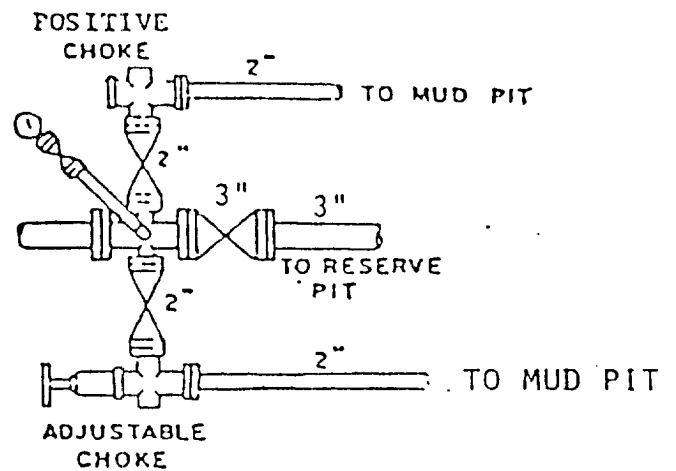 POSITIVE
CHOKE
2"
TO MUD PIT
2"
3"
3"
TO RESERVE
PIT
2"
2"
TO MUD PIT
ADJUSTABLE
CHOKE